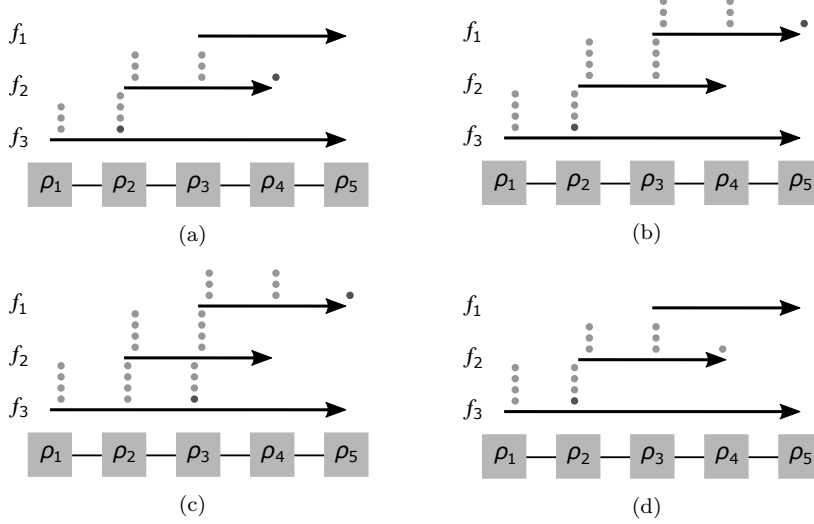 f₁
f₂
f₃
ρ₁ ρ₂ ρ₃ ρ₄ ρ₅
(a)
f₁
f₂
f₃
ρ₁ ρ₂ ρ₃ ρ₄ ρ₅
(b)
f₁
f₂
f₃
ρ₁ ρ₂ ρ₃ ρ₄ ρ₅
(c)
f₁
f₂
f₃
ρ₁ ρ₂ ρ₃ ρ₄ ρ₅
(d)